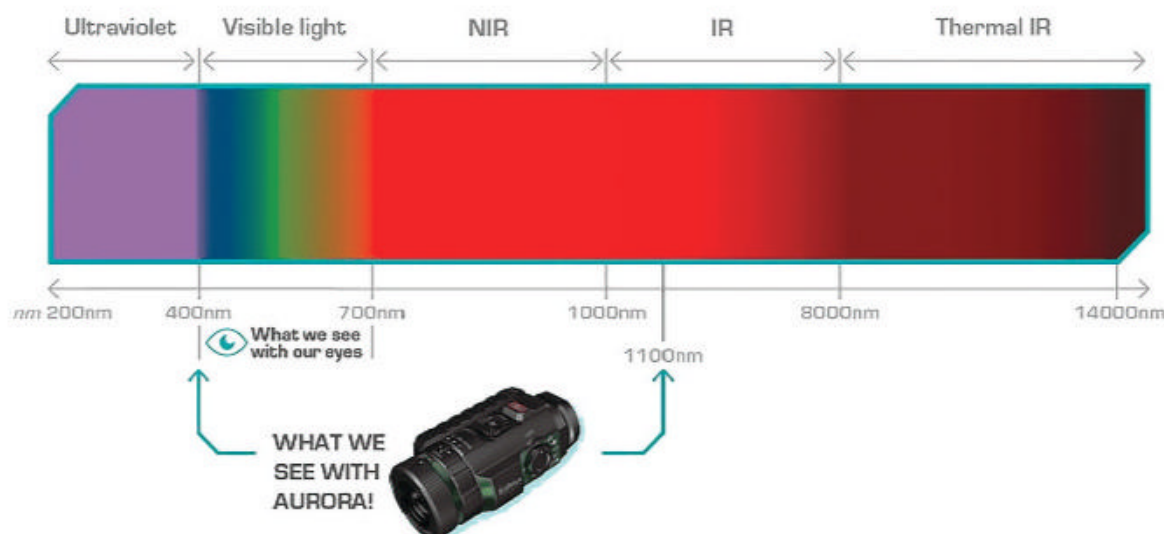 Ultraviolet Visible light NIR IR Thermal IR
nm 200nm 400nm 700nm 1000nm 8000nm 14000nm
What we see
with our eyes
1100nm
WHAT WE
SEE WITH
AURORA!